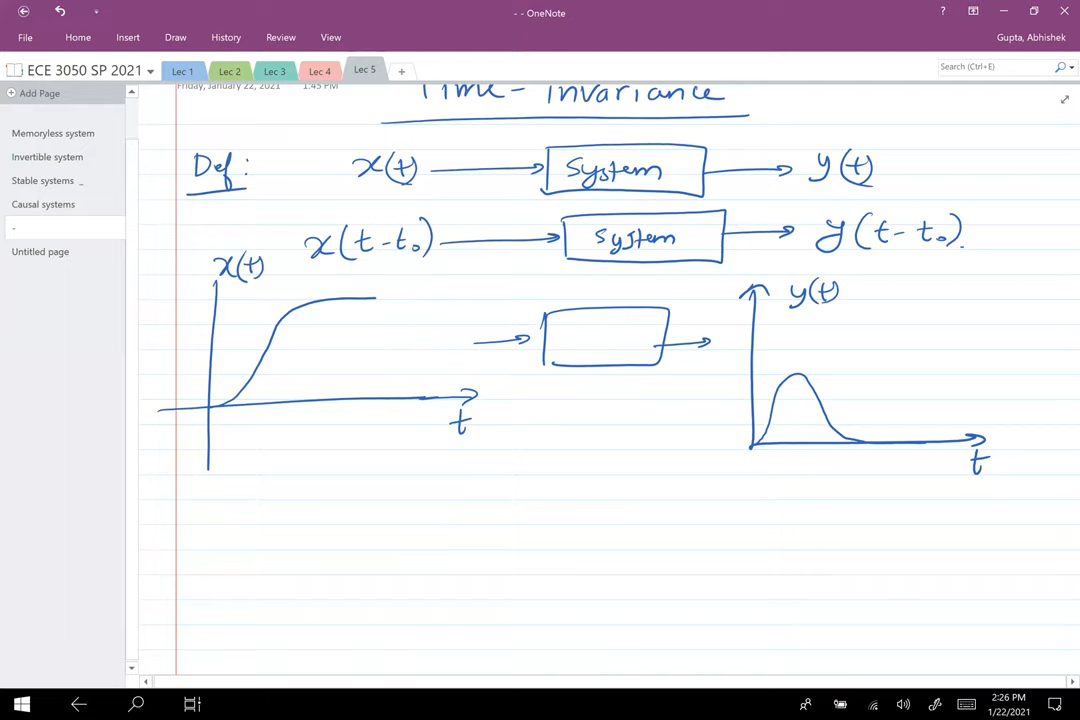 - - OneNote
Gupta, Abhishek
File Home Insert Draw History Review View
ECE 3050 SP 2021 Lec 1 Lec 2 Lec 3 Lec 4 Lec 5
Search (Ctrl+E)
Add Page
Friday, January 22, 2021 1:45 PM
Time - invariance
Memoryless system
Invertible system
Stable systems _
Causal systems
-
Untitled page
Def: x(t) System y(t)
x(t-t₀) System y(t-t₀).
x(t) y(t)
t t
2:26 PM
1/22/2021